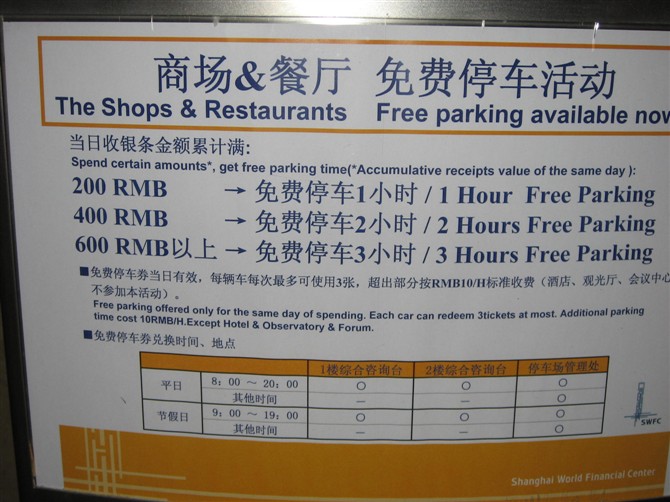 商场&餐厅 免费停车活动
The Shops & Restaurants Free parking available now
当日收银条金额累计满:
Spend certain amounts*, get free parking time(*Accumulative receipts value of the same day ):
200 RMB → 免费停车1小时 / 1 Hour Free Parking
400 RMB → 免费停车2小时 / 2 Hours Free Parking
600 RMB以上 → 免费停车3小时 / 3 Hours Free Parking
■免费停车券当日有效，每辆车每次最多可使用3张，超出部分按RMB10/H标准收费（酒店、观光厅、会议中心
不参加本活动）。
Free parking offered only for the same day of spending. Each car can redeem 3tickets at most. Additional parking
time cost 10RMB/H.Except Hotel & Observatory & Forum.
■免费停车券兑换时间、地点
1楼综合咨询台 2楼综合咨询台 停车场管理处
平日 8：00 ～ 20：00 ○ ○ ○
其他时间 － － ○
节假日 9：00 ～ 19：00 ○ ○ ○
其他时间 － － ○
SWFC
Shanghai World Financial Center